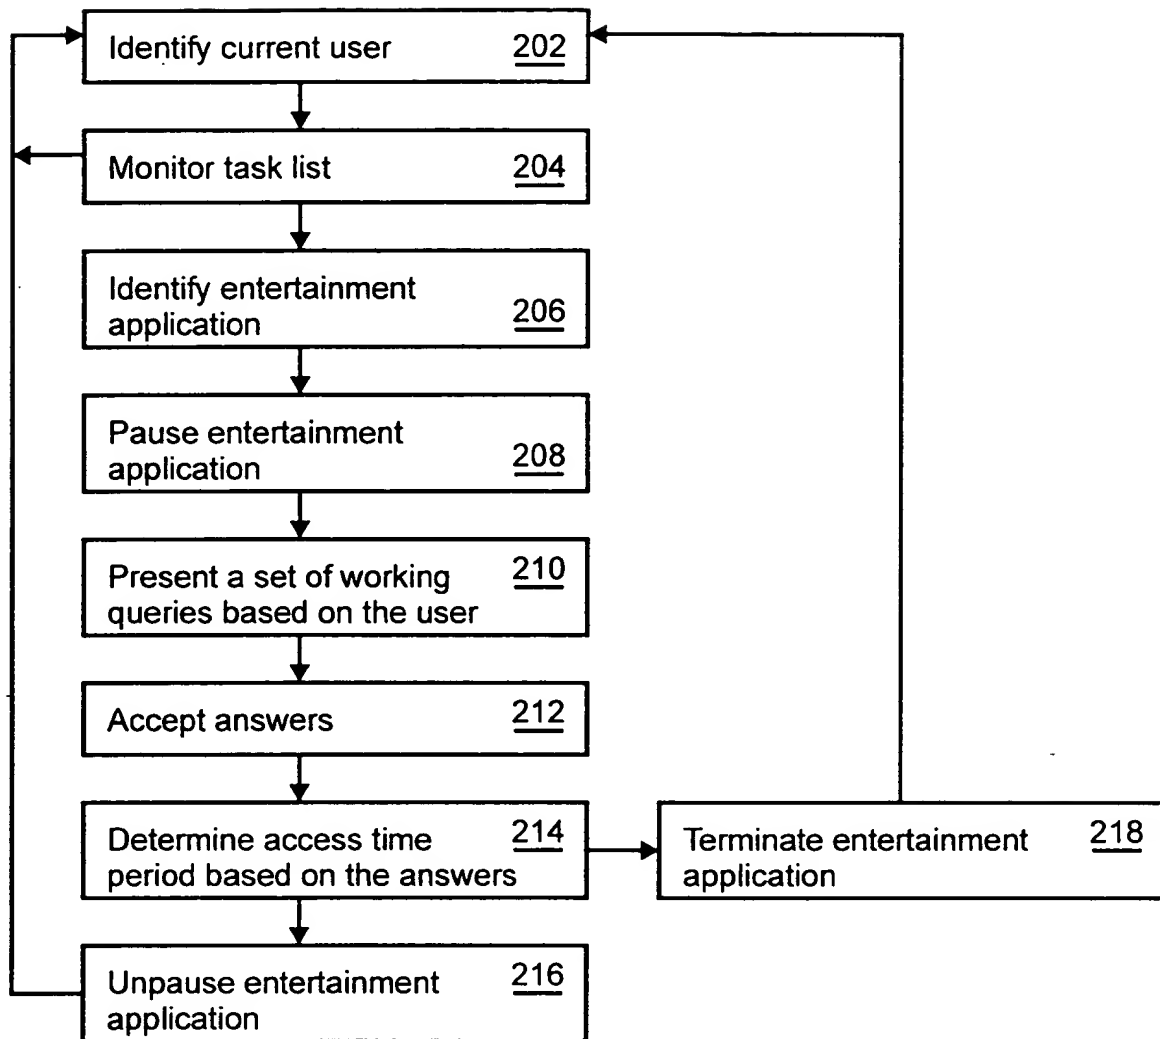 Identify current user 202
Monitor task list 204
Identify entertainment
application 206
Pause entertainment
application 208
Present a set of working 210
queries based on the user
Accept answers 212
Determine access time 214
period based on the answers
Terminate entertainment 218
application
Unpause entertainment 216
application